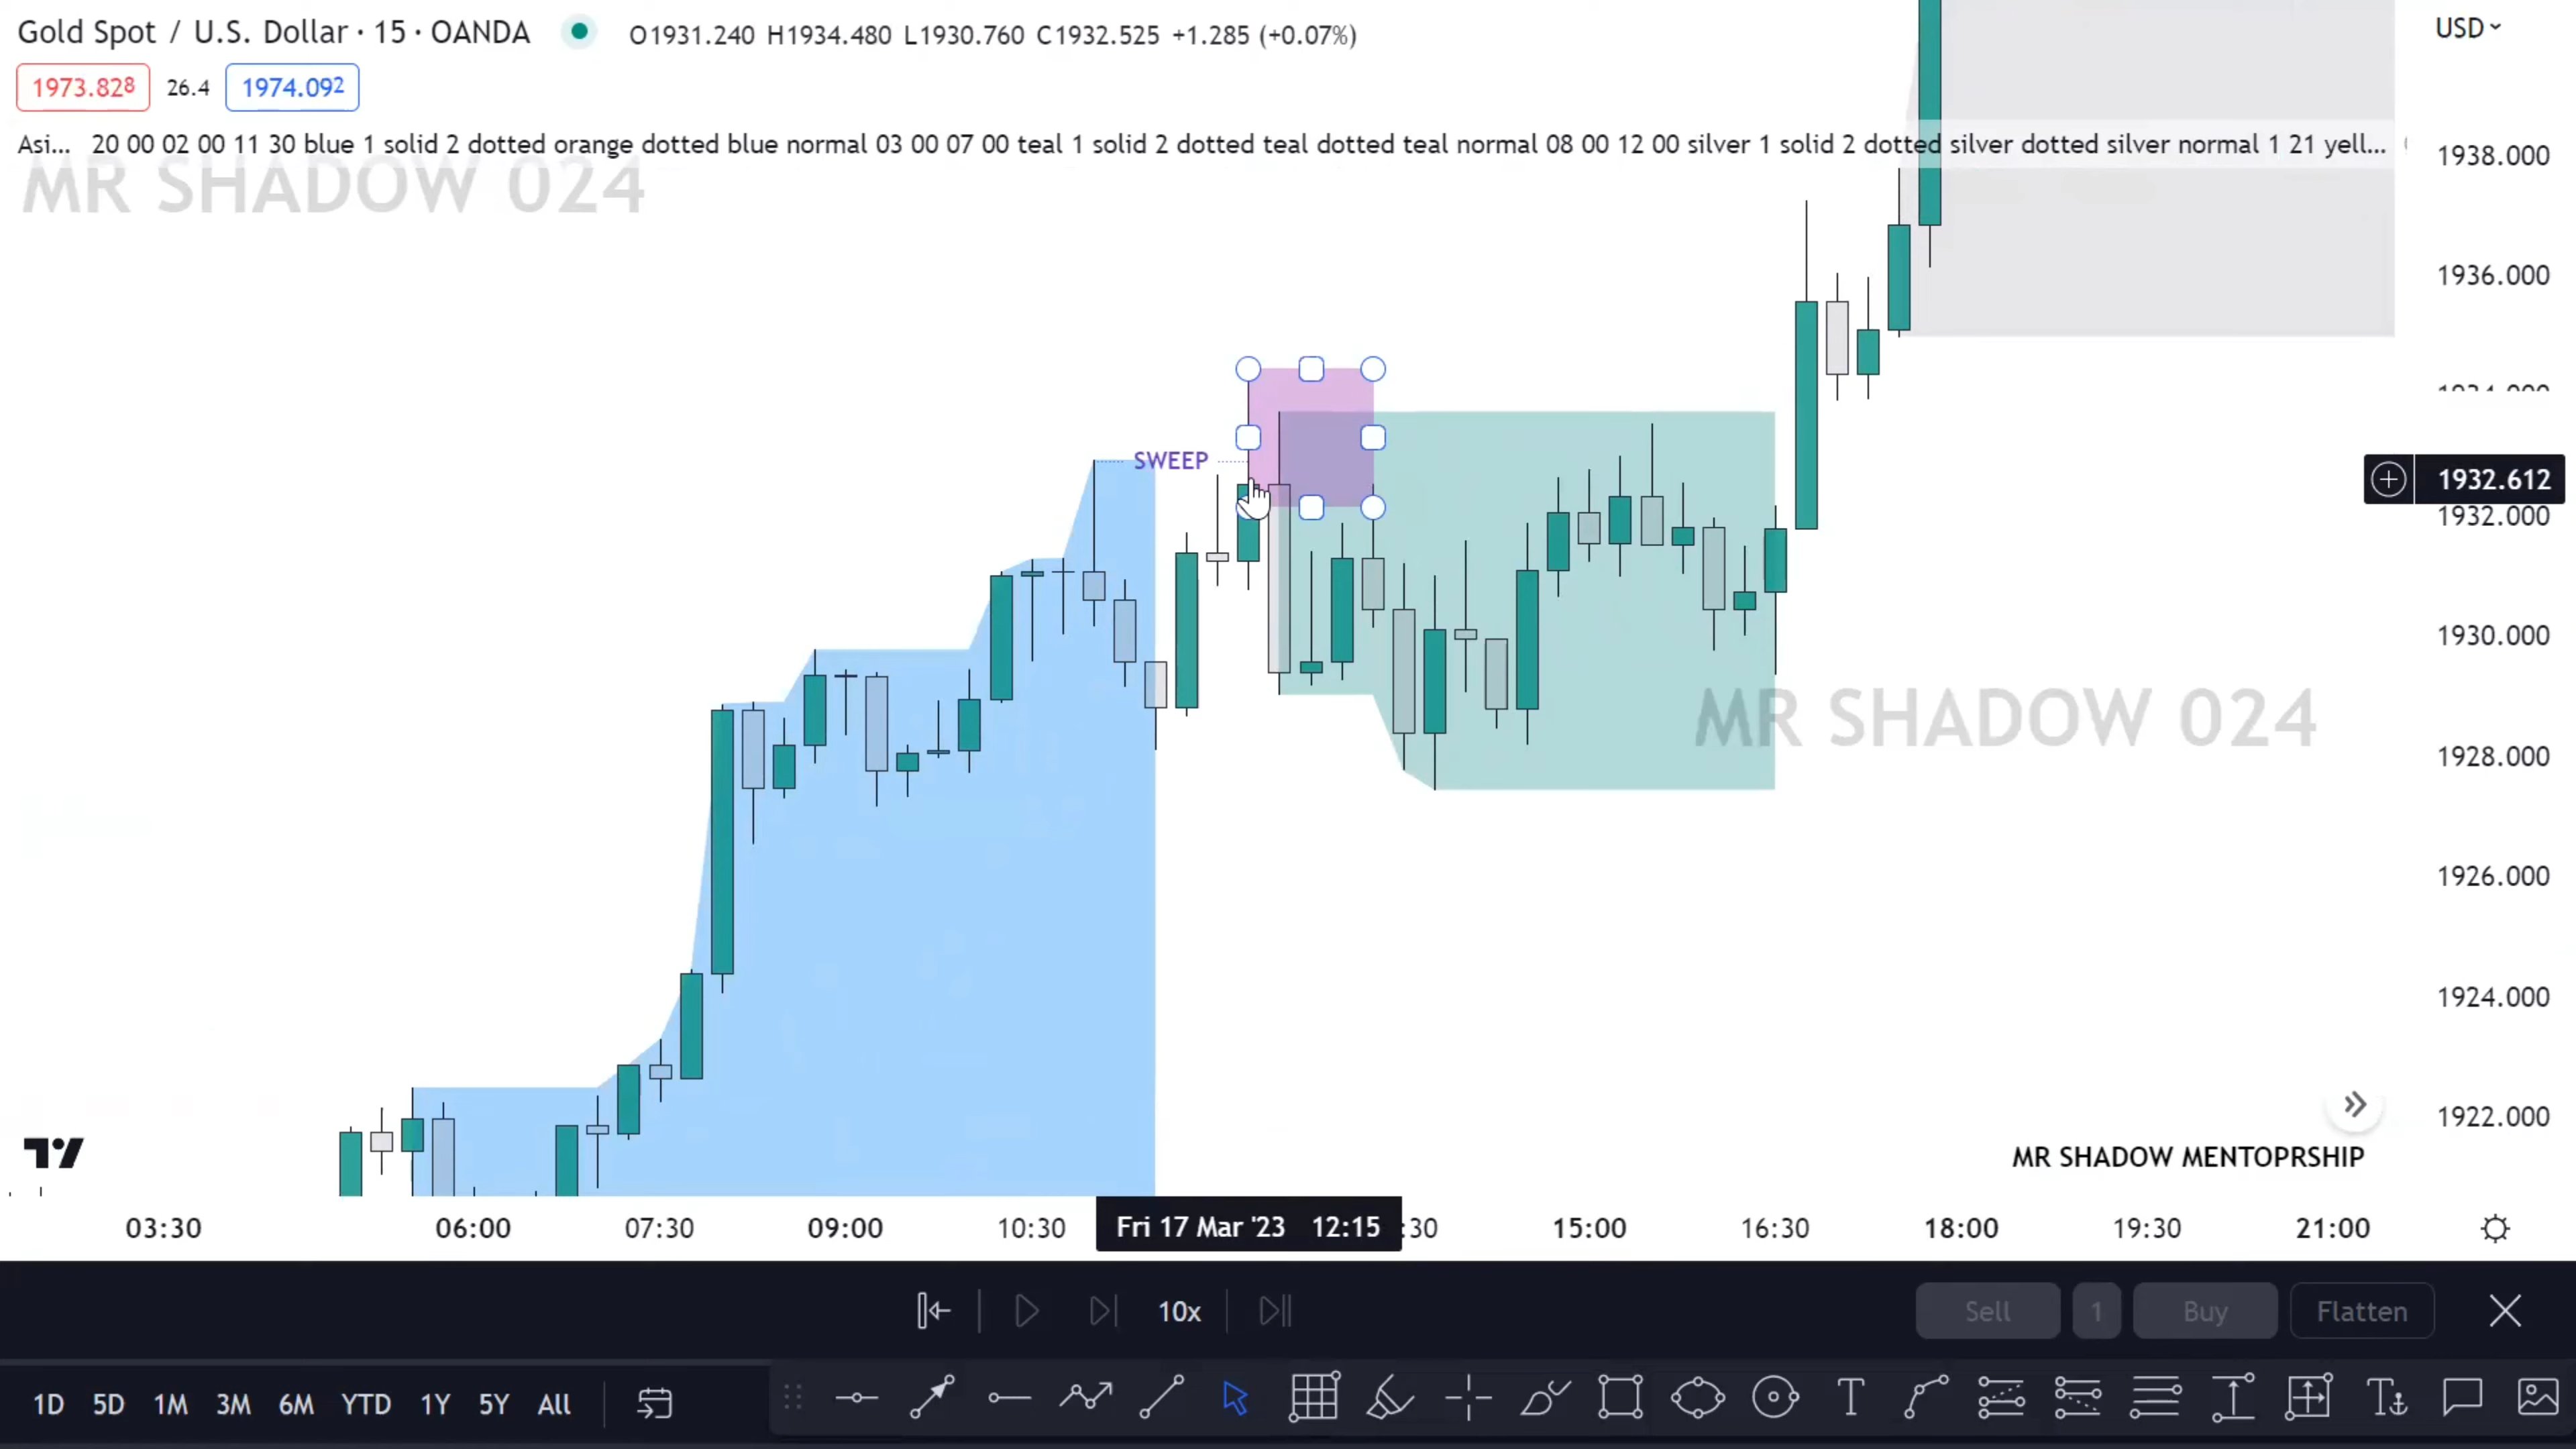 Gold Spot / U.S. Dollar · 15 · OANDA O1931.240 H1934.480 L1930.760 C1932.525 +1.285 (+0.07%) USD
1973.828 26.4 1974.092
Asi... 20 00 02 00 11 30 blue 1 solid 2 dotted orange dotted blue normal 03 00 07 00 teal 1 solid 2 dotted teal dotted teal normal 08 00 12 00 silver 1 solid 2 dotted silver dotted silver normal 1 21 yell...
1938.000
MR SHADOW 024
1936.000
SWEEP
1932.612
1932.000
1930.000
MR SHADOW 024
1928.000
1926.000
1924.000
1922.000
MR SHADOW MENTOPRSHIP
03:30 06:00 07:30 09:00 10:30 Fri 17 Mar '23 12:15 :30 15:00 16:30 18:00 19:30 21:00
10x Sell 1 Buy Flatten
1D 5D 1M 3M 6M YTD 1Y 5Y All